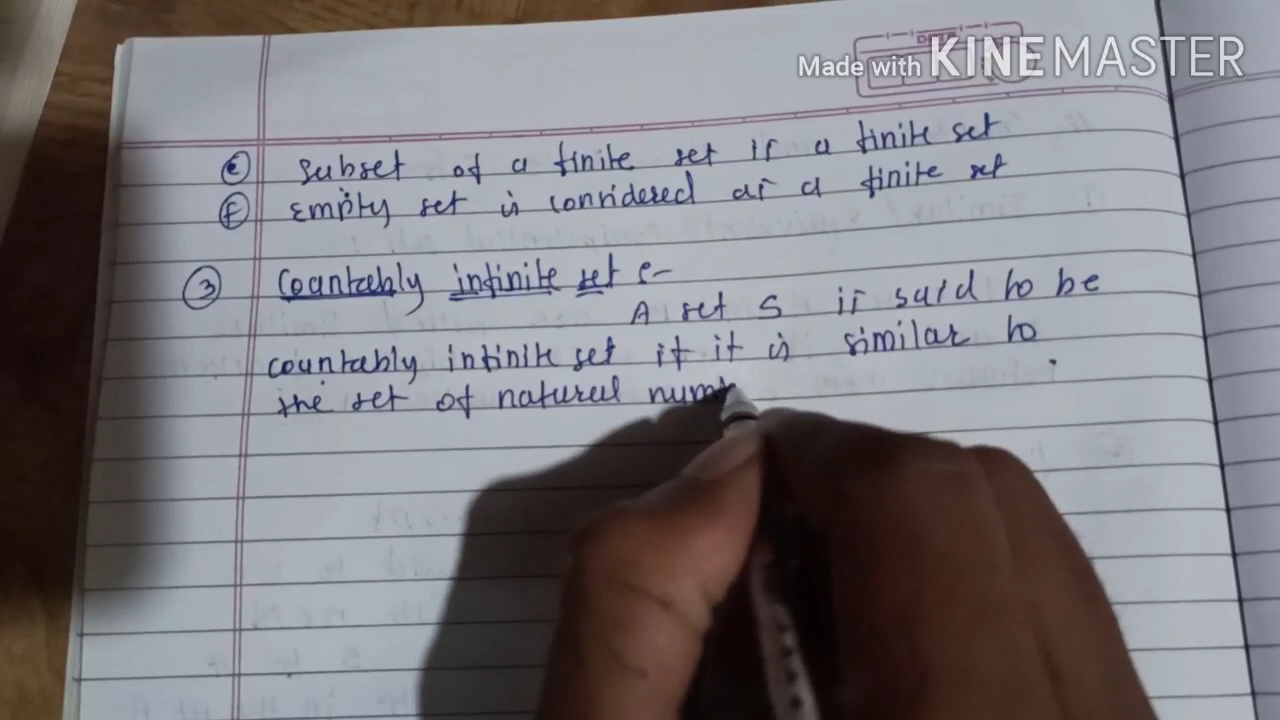 Made with KINEMASTER
(E) Subset of a finite set is a finite set
(F) Empty set is considered as a finite set
(3) Countably infinite set :-
A set S is said to be
countably infinite set if it is similar to
the set of natural num